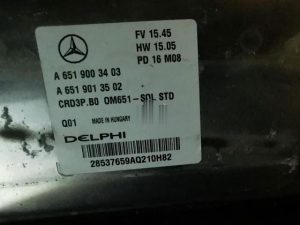 FV 15.45
HW 15.05
PD 16 M08
A 651 900 34 03
A 651 901 35 02
CRD3P.B0 OM651-SOL STD
Q01 MADE IN HUNGARY
DELPHI
28537659AQ210H82